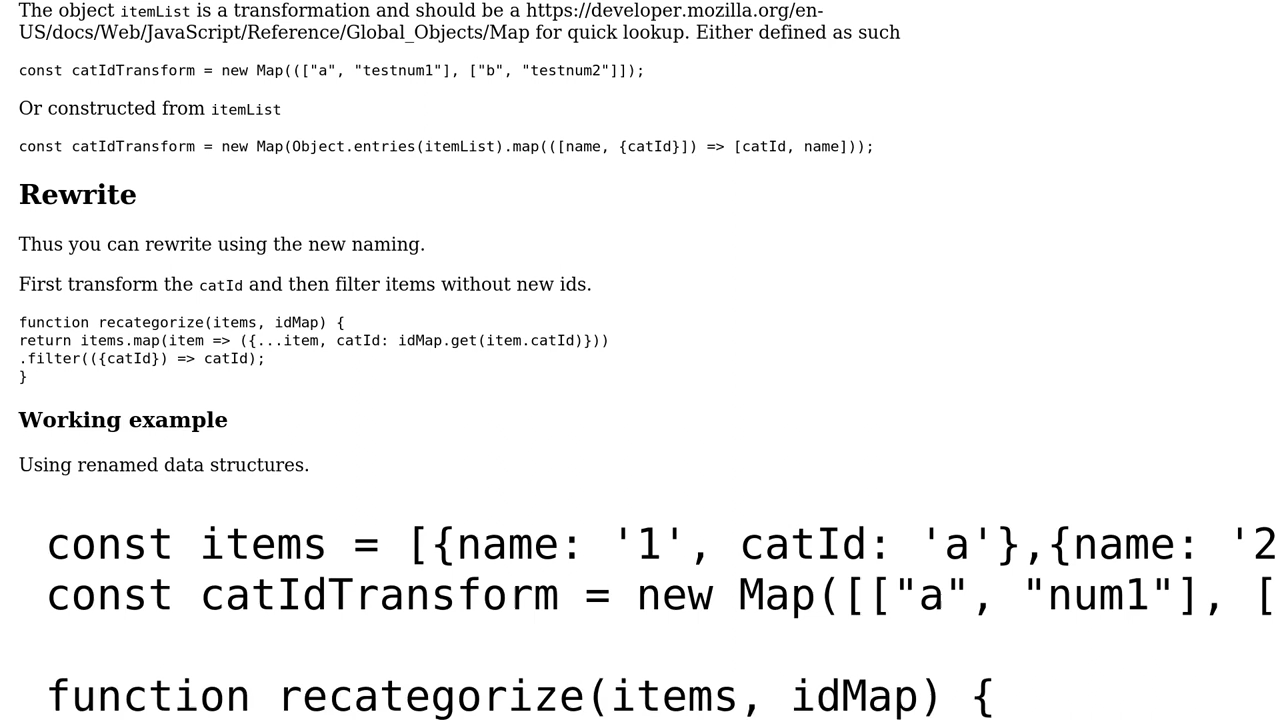 The object itemList is a transformation and should be a https://developer.mozilla.org/en-
US/docs/Web/JavaScript/Reference/Global_Objects/Map for quick lookup. Either defined as such
const catIdTransform = new Map((["a", "testnum1"], ["b", "testnum2"]]);
Or constructed from itemList
const catIdTransform = new Map(Object.entries(itemList).map(([name, {catId}]) => [catId, name]));
Rewrite
Thus you can rewrite using the new naming.
First transform the catId and then filter items without new ids.
function recategorize(items, idMap) {
return items.map(item => ({...item, catId: idMap.get(item.catId)}))
.filter(({catId}) => catId);
}
Working example
Using renamed data structures.
const items = [{name: '1', catId: 'a'},{name: '2
const catIdTransform = new Map([["a", "num1"], [
function recategorize(items, idMap) {